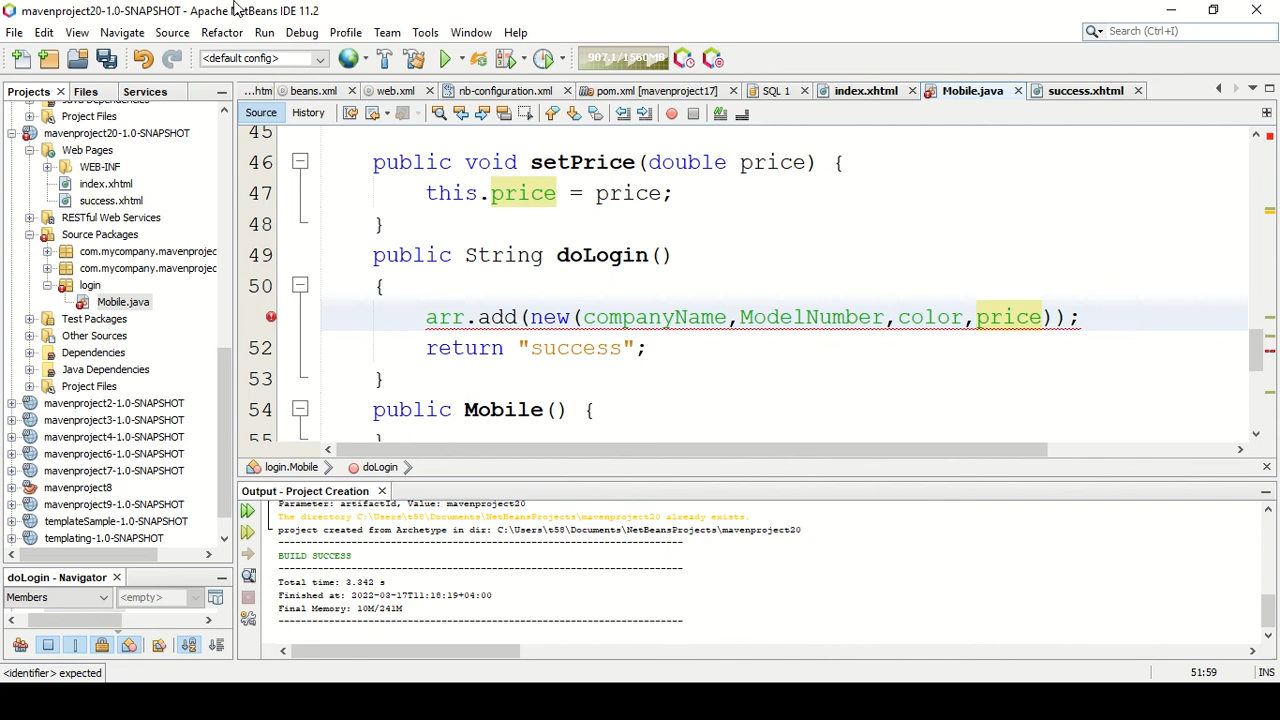 mavenproject20-1.0-SNAPSHOT - Apache NetBeans IDE 11.2
File Edit View Navigate Source Refactor Run Debug Profile Team Tools Window Help
Search (Ctrl+I)
<default config> 907.1/1560MB
Projects Files Services
...htm beans.xml web.xml nb-configuration.xml pom.xml [mavenproject17] SQL 1 index.xhtml Mobile.java success.xhtml
Source History
Java Dependencies
Project Files
mavenproject20-1.0-SNAPSHOT
Web Pages
WEB-INF
index.xhtml
success.xhtml
RESTful Web Services
Source Packages
com.mycompany.mavenprojec
com.mycompany.mavenprojec
login
Mobile.java
Test Packages
Other Sources
Dependencies
Java Dependencies
Project Files
mavenproject2-1.0-SNAPSHOT
mavenproject3-1.0-SNAPSHOT
mavenproject4-1.0-SNAPSHOT
mavenproject6-1.0-SNAPSHOT
mavenproject7-1.0-SNAPSHOT
mavenproject8
mavenproject9-1.0-SNAPSHOT
templateSample-1.0-SNAPSHOT
templating-1.0-SNAPSHOT
45
46 public void setPrice(double price) {
47 this.price = price;
48 }
49 public String doLogin()
50 {
arr.add(new(companyName,ModelNumber,color,price));
52 return "success";
53 }
54 public Mobile() {
55 }
login.Mobile doLogin
Output - Project Creation
Parameter: artifactId, Value: mavenproject20
The directory C:\Users\t58\Documents\NetBeansProjects\mavenproject20 already exists.
project created from Archetype in dir: C:\Users\t58\Documents\NetBeansProjects\mavenproject20
------------------------------------------------------------------------
BUILD SUCCESS
------------------------------------------------------------------------
Total time: 3.342 s
Finished at: 2022-03-17T11:18:19+04:00
Final Memory: 10M/241M
------------------------------------------------------------------------
doLogin - Navigator
Members <empty>
<identifier> expected 51:59 INS